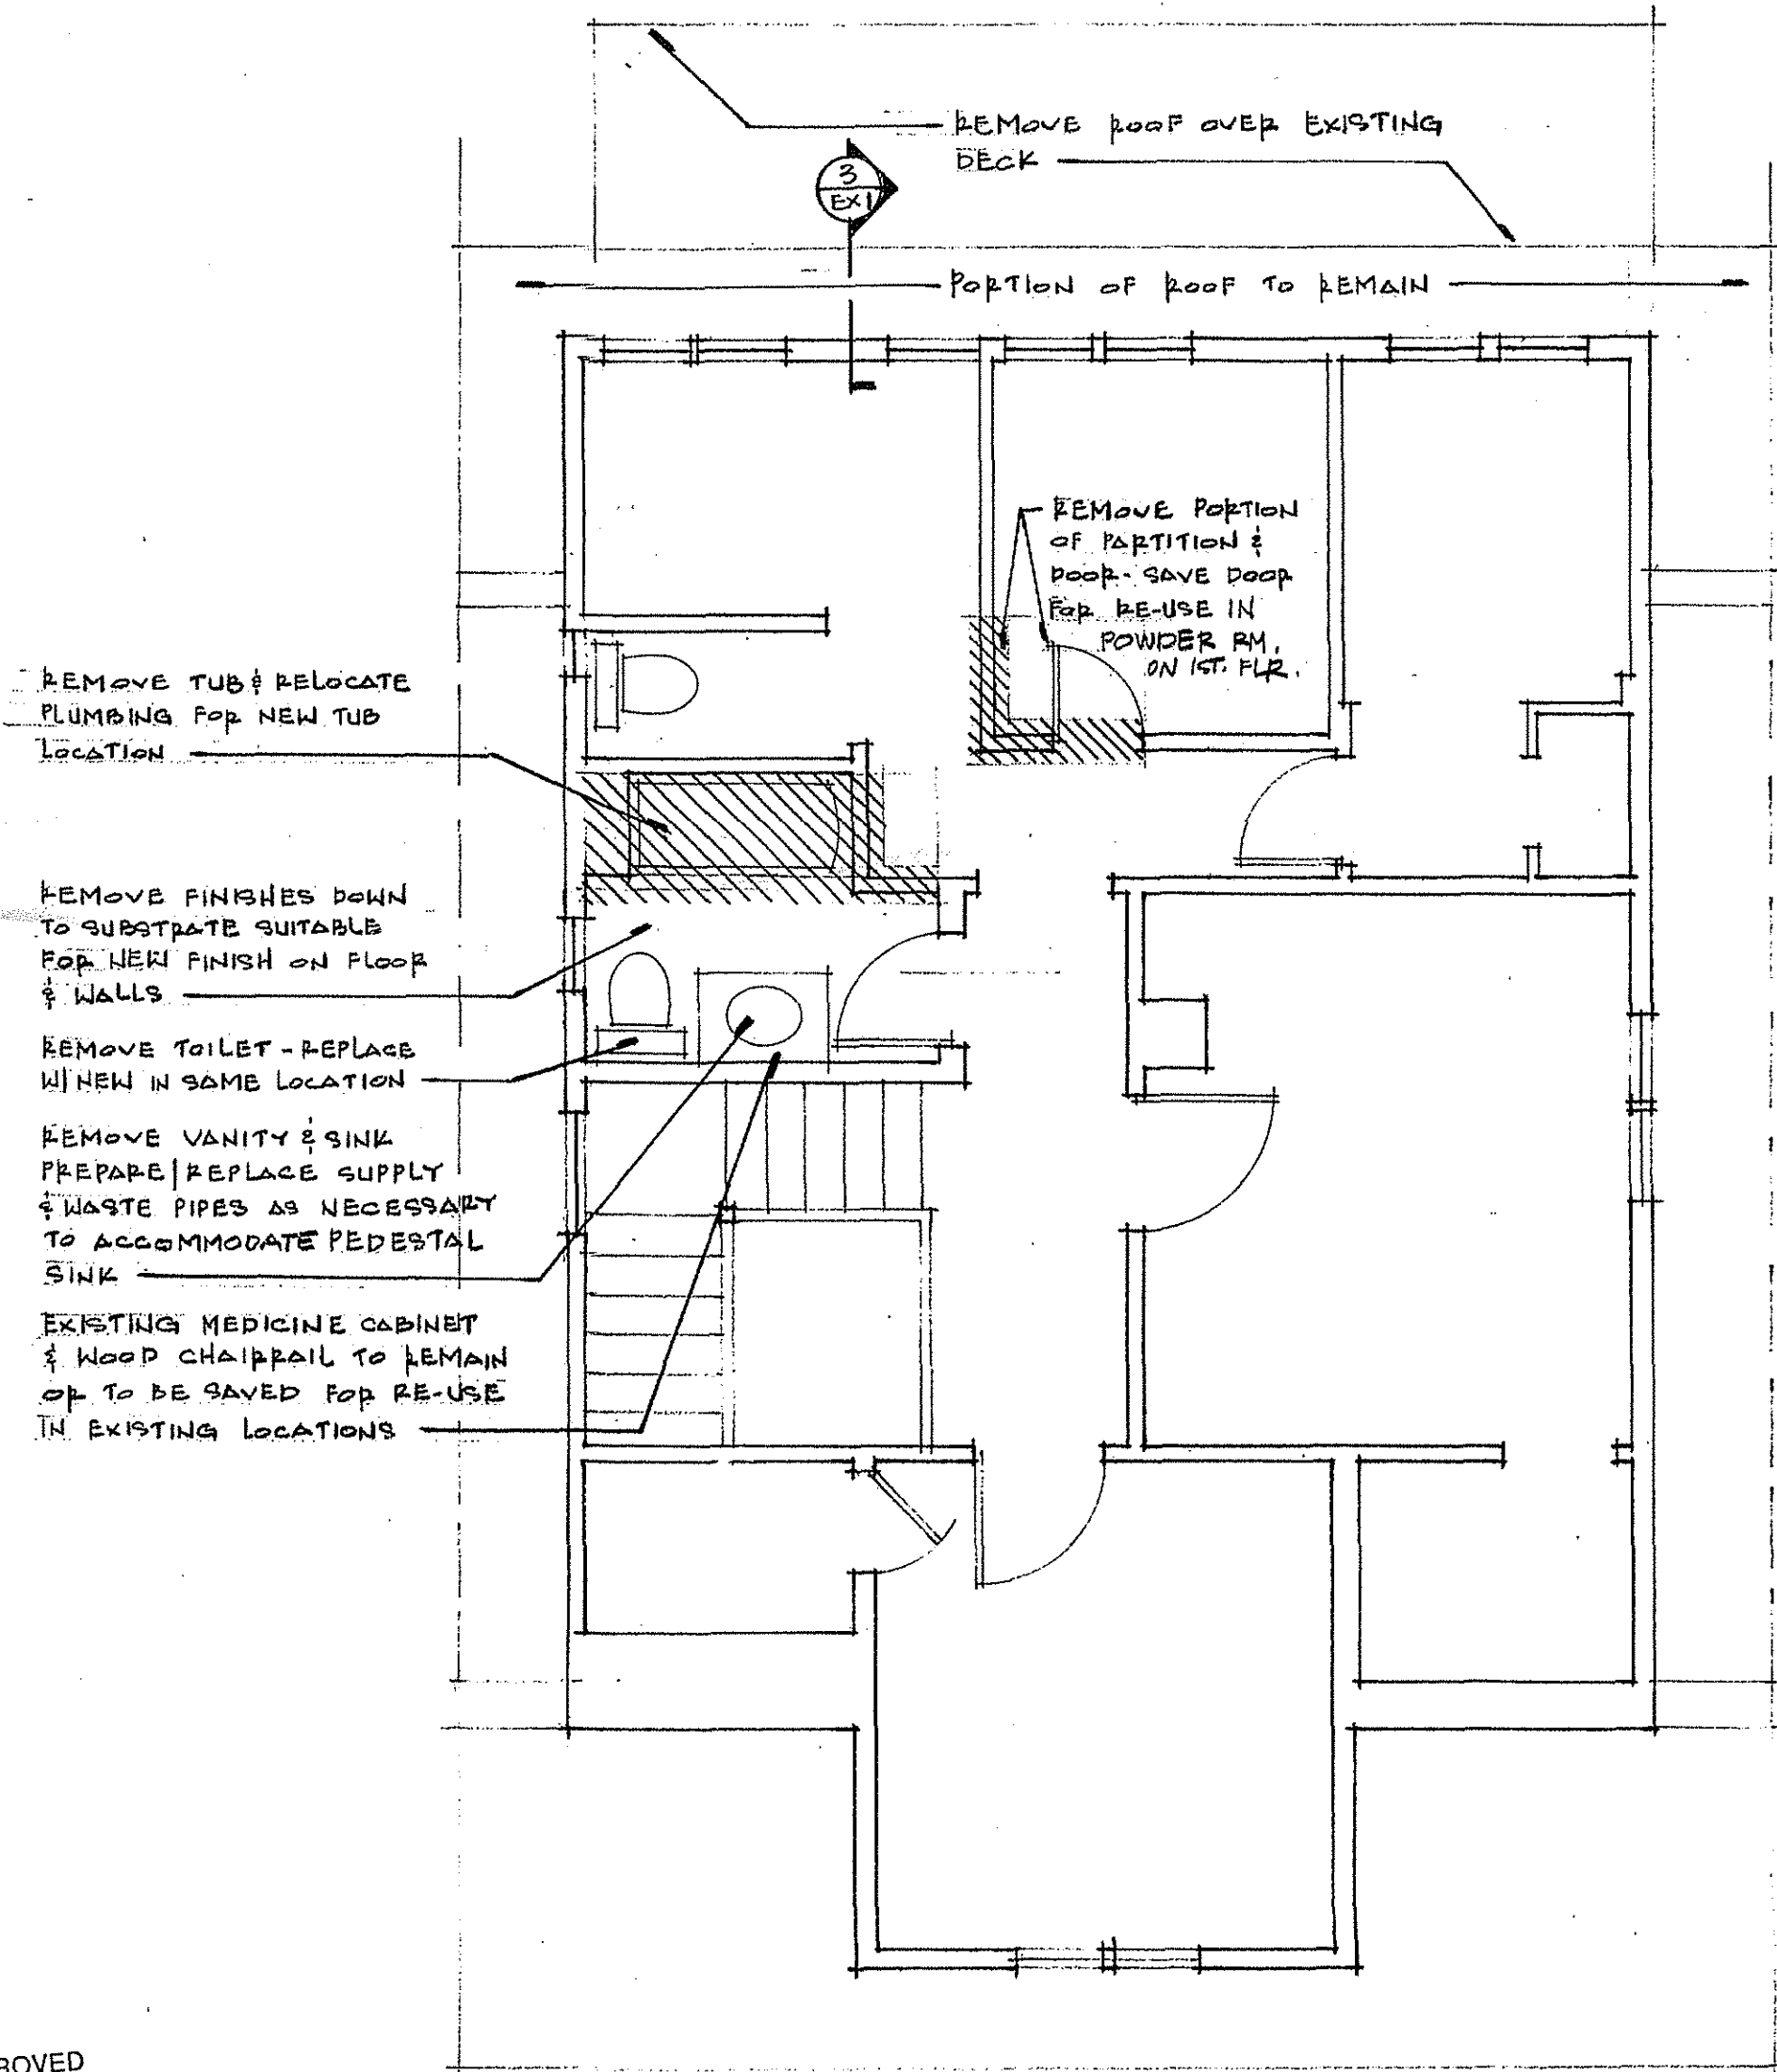 REMOVE ROOF OVER EXISTING
DECK
3
EX1
PORTION OF ROOF TO REMAIN
REMOVE PORTION
OF PARTITION &
DOOR - SAVE DOOR
FOR RE-USE IN
POWDER RM.
ON 1ST. FLR.
REMOVE TUB & RELOCATE
PLUMBING FOR NEW TUB
LOCATION
REMOVE FINISHES DOWN
TO SUBSTRATE SUITABLE
FOR NEW FINISH ON FLOOR
& WALLS
REMOVE TOILET - REPLACE
W/ NEW IN SAME LOCATION
REMOVE VANITY & SINK
PREPARE/REPLACE SUPPLY
& WASTE PIPES AS NECESSARY
TO ACCOMMODATE PEDESTAL
SINK
EXISTING MEDICINE CABINET
& WOOD CHAIRRAIL TO REMAIN
OR TO BE SAVED FOR RE-USE
IN EXISTING LOCATIONS